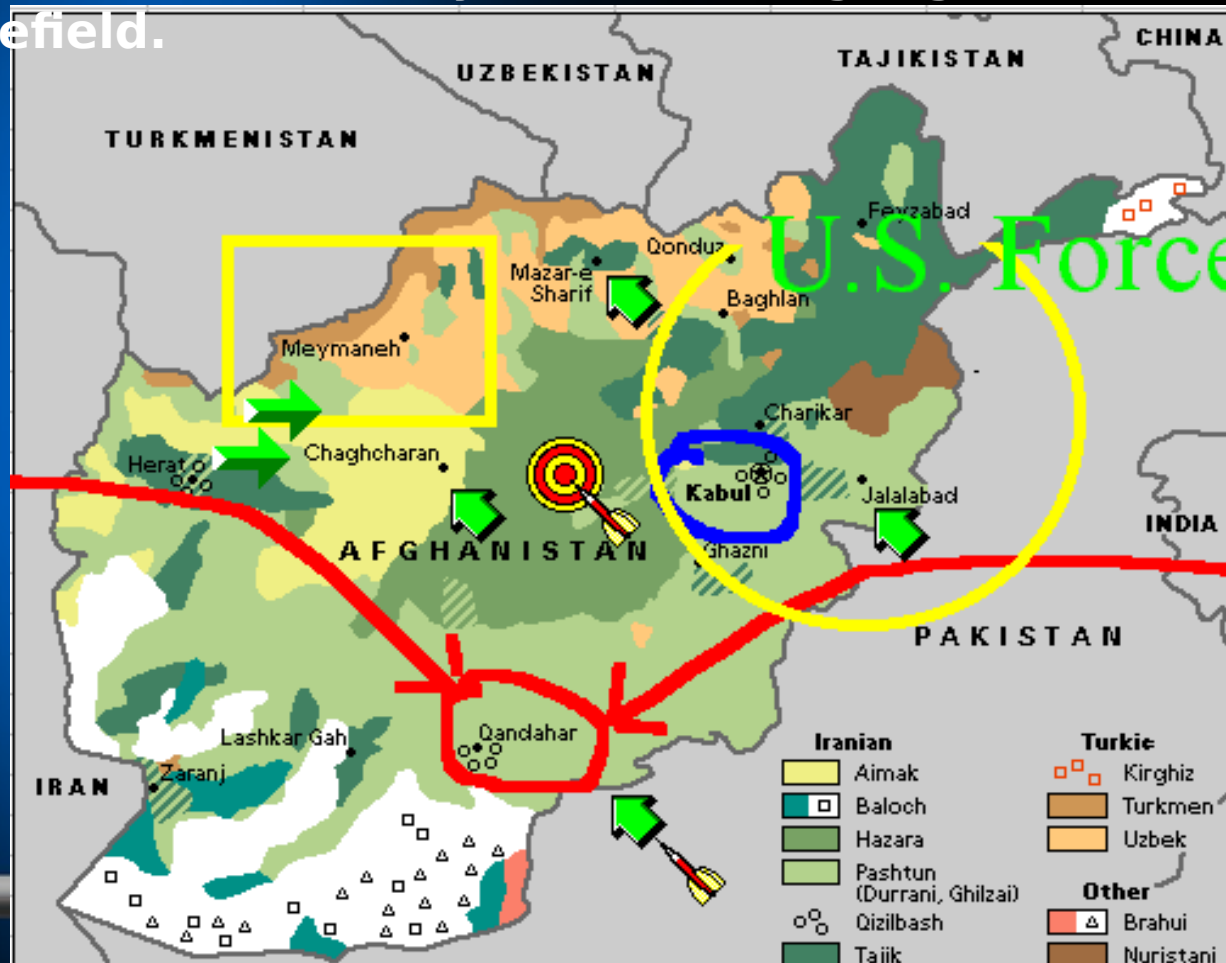 efield.
CHINA
TAJIKISTAN
UZBEKISTAN
TURKMENISTAN
Feyzabad
U.S. Force
Qonduz
Mazar-e
Sharif
Baghlan
Meymaneh
Charikar
Chaghcharan
Herat
Kabul
Jalalabad
INDIA
AFGHANISTAN
Ghazni
PAKISTAN
Qandahar
Lashkar Gah
Zaranj
IRAN
Iranian
Aimak
Baloch
Hazara
Pashtun
(Durrani, Ghilzai)
Qizilbash
Tajik
Turkic
Kirghiz
Turkmen
Uzbek
Other
Brahui
Nuristani